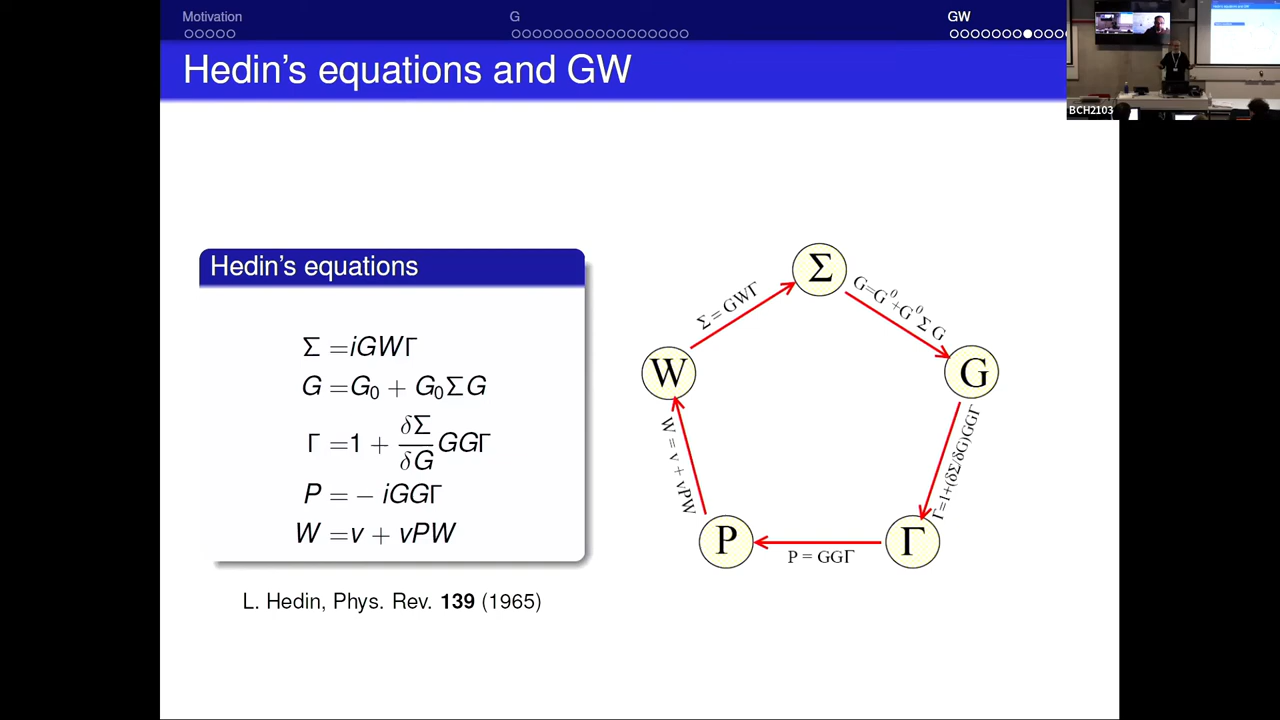 Motivation
G
GW
Hedin's equations and GW
BCH2103
Hedin's equations
Σ =iGWΓ
G =G₀ + G₀ΣG
Γ =1 + δΣ/δG GGΓ
P = − iGGΓ
W =v + vPW
L. Hedin, Phys. Rev. 139 (1965)
Σ
G
Γ
P
W
Σ = GWΓ
G=G⁰+G⁰ΣG
Γ=1+(δΣ/δG)GGΓ
P = GGΓ
W = v + vPW